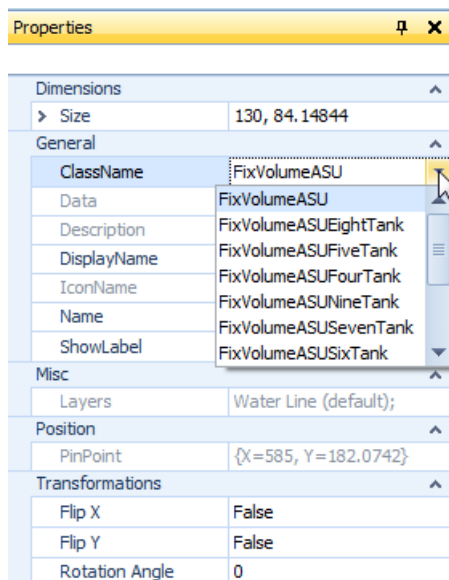 Properties
Dimensions
Size 130, 84.14844
General
ClassName FixVolumeASU
Data FixVolumeASU
Description FixVolumeASUEightTank
DisplayName FixVolumeASUFiveTank
IconName FixVolumeASUFourTank
Name FixVolumeASUNineTank
ShowLabel FixVolumeASUSevenTank
FixVolumeASUSixTank
Misc
Layers Water Line (default);
Position
PinPoint {X=585, Y=182.0742}
Transformations
Flip X False
Flip Y False
Rotation Angle 0